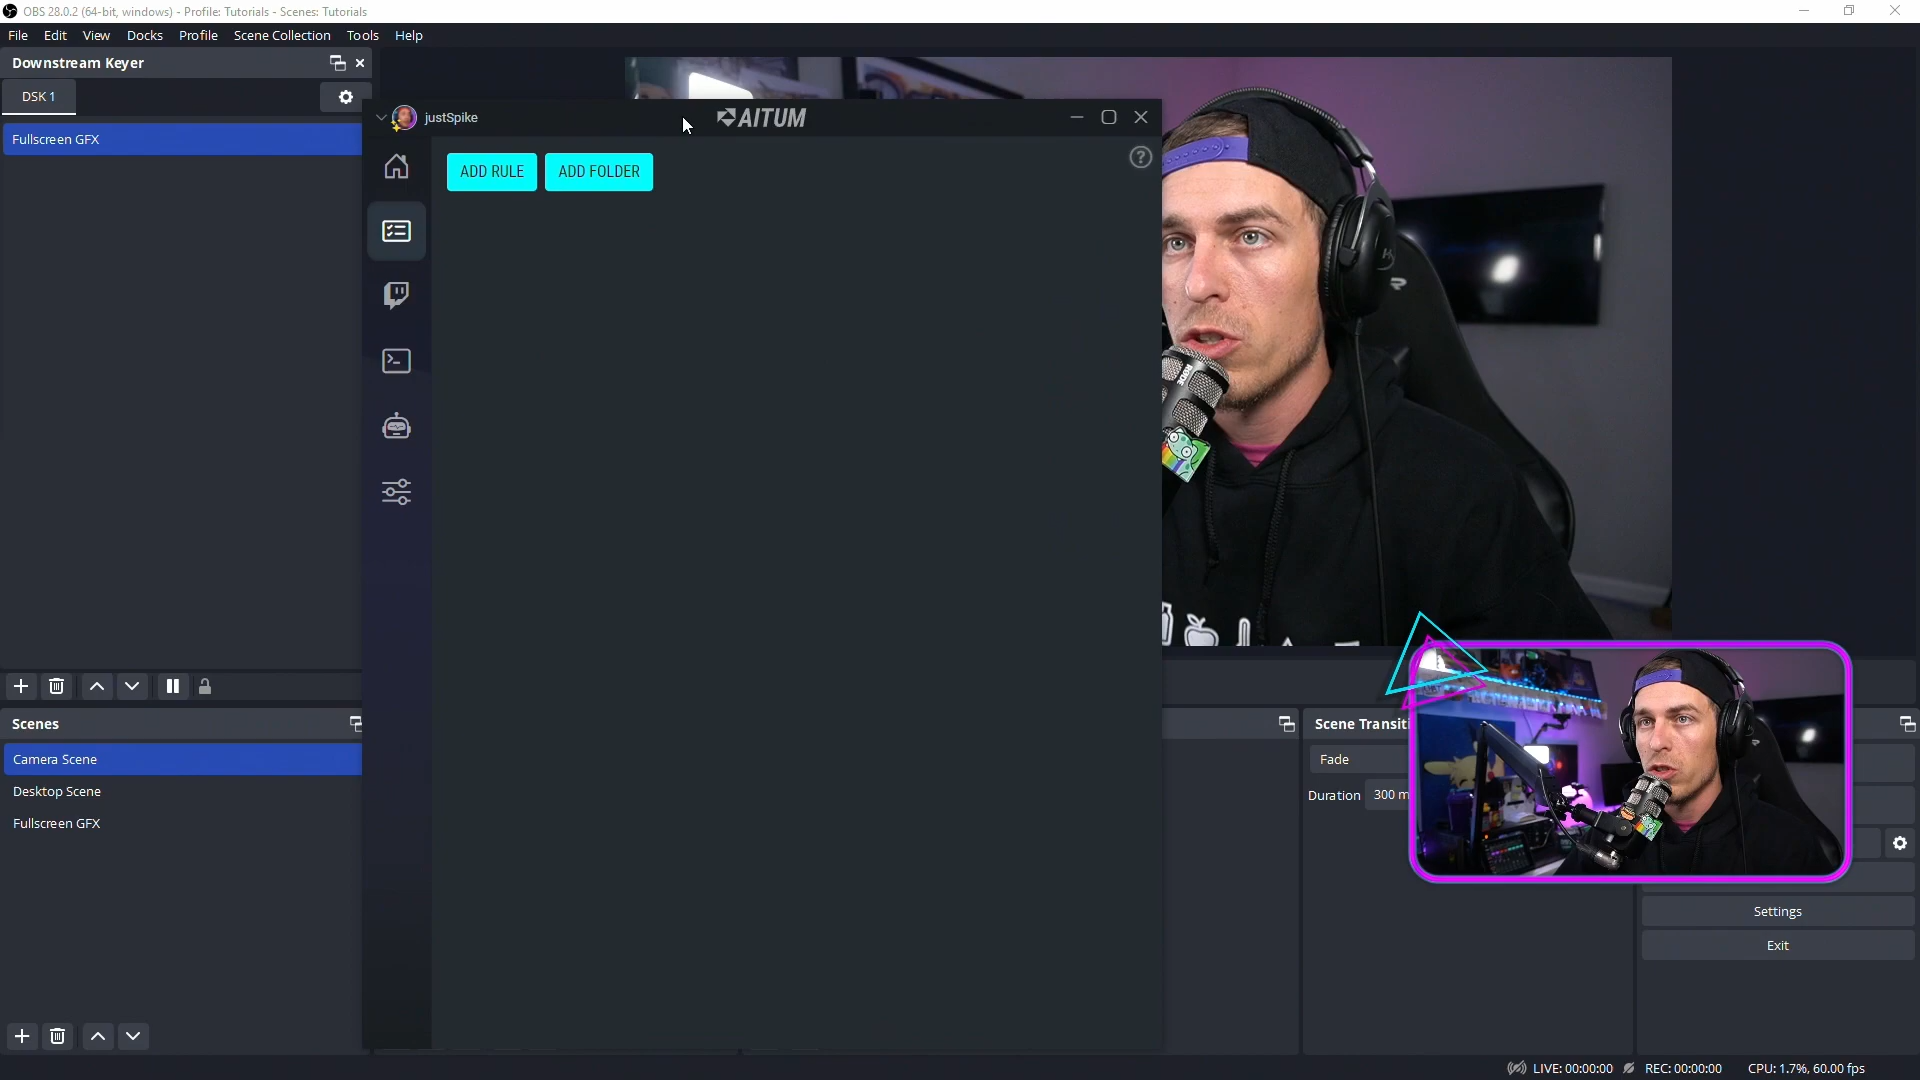 OBS 28.0.2 (64-bit, windows) - Profile: Tutorials - Scenes: Tutorials
File Edit View Docks Profile Scene Collection Tools Help
Downstream Keyer
DSK 1
Fullscreen GFX
justSpike
AITUM
ADD RULE ADD FOLDER
RØDE
Scenes
Camera Scene
Desktop Scene
Fullscreen GFX
Scene Transiti
Fade
Duration 300 m
Settings
Exit
LIVE: 00:00:00 REC: 00:00:00 CPU: 1.7%, 60.00 fps